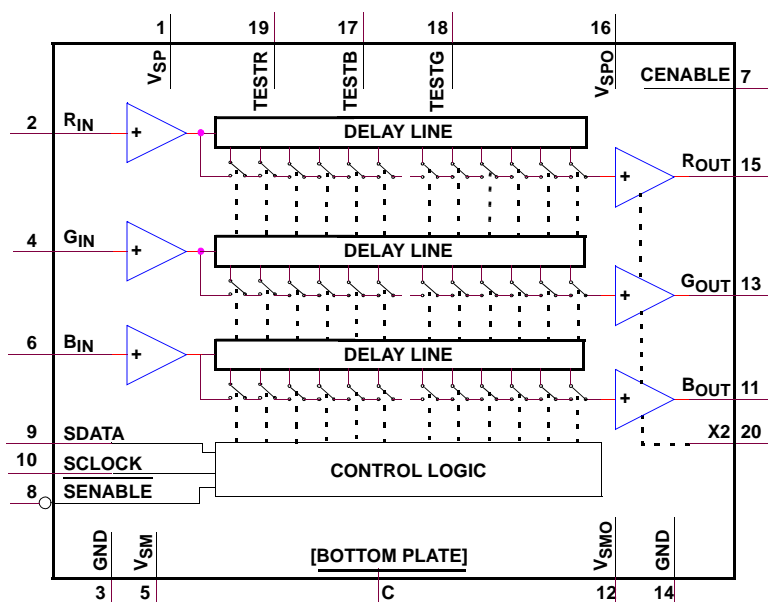 1 19 17 18 16
VSP TESTR TESTB TESTG VSPO
CENABLE 7
2 RIN + DELAY LINE
+ ROUT 15
4 GIN + DELAY LINE
+ GOUT 13
6 BIN + DELAY LINE
+ BOUT 11
9 SDATA X2 20
10 SCLOCK CONTROL LOGIC
8 SENABLE
GND VSM [BOTTOM PLATE] VSMO GND
3 5 C 12 14